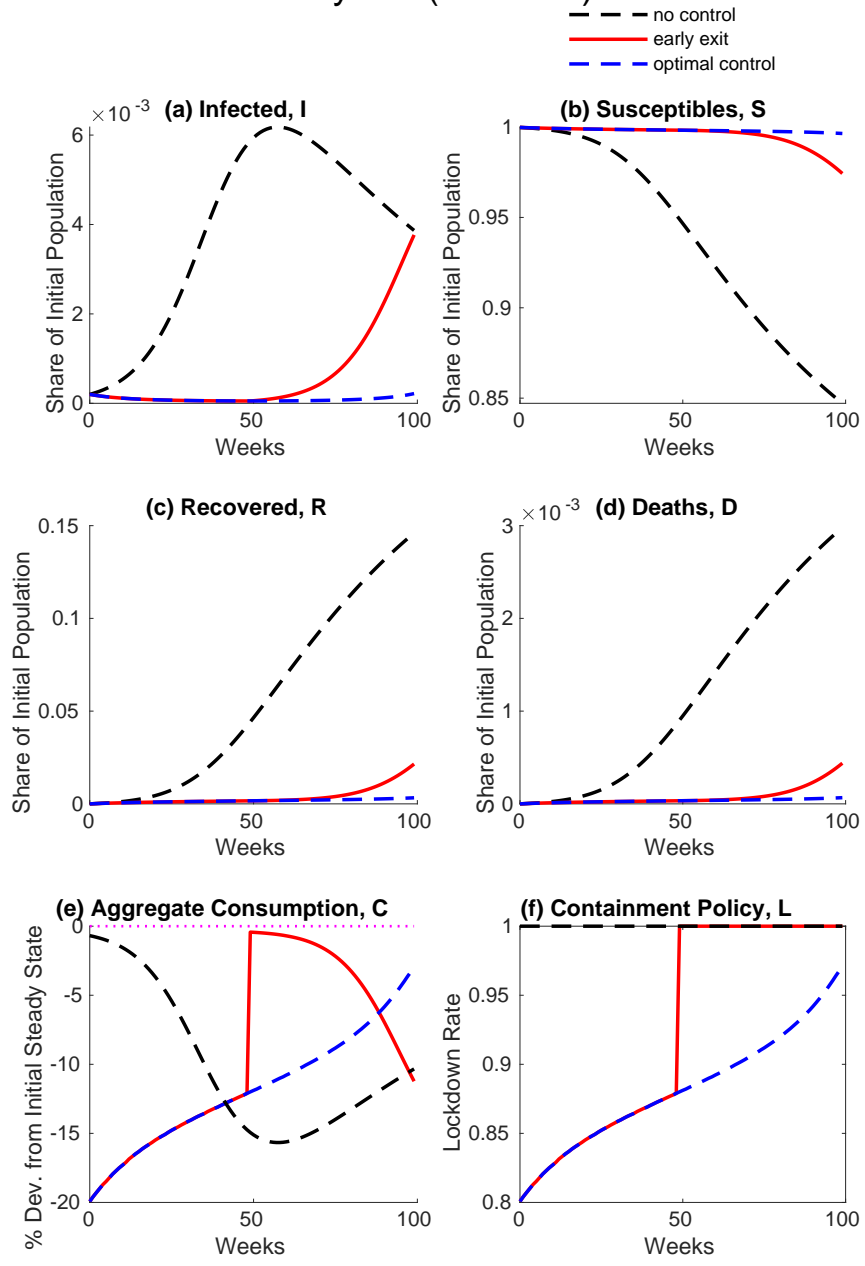 no control
early exit
optimal control
(a) Infected, I
×10 -3
6
4
2
0
Share of Initial Population
0 50 100
Weeks
(b) Susceptibles, S
1
0.95
0.9
0.85
Share of Initial Population
0 50 100
Weeks
(c) Recovered, R
0.15
0.1
0.05
0
Share of Initial Population
0 50 100
Weeks
(d) Deaths, D
×10 -3
3
2
1
0
Share of Initial Population
0 50 100
Weeks
(e) Aggregate Consumption, C
0
-5
-10
-15
-20
% Dev. from Initial Steady State
0 50 100
Weeks
(f) Containment Policy, L
1
0.95
0.9
0.85
0.8
Lockdown Rate
0 50 100
Weeks